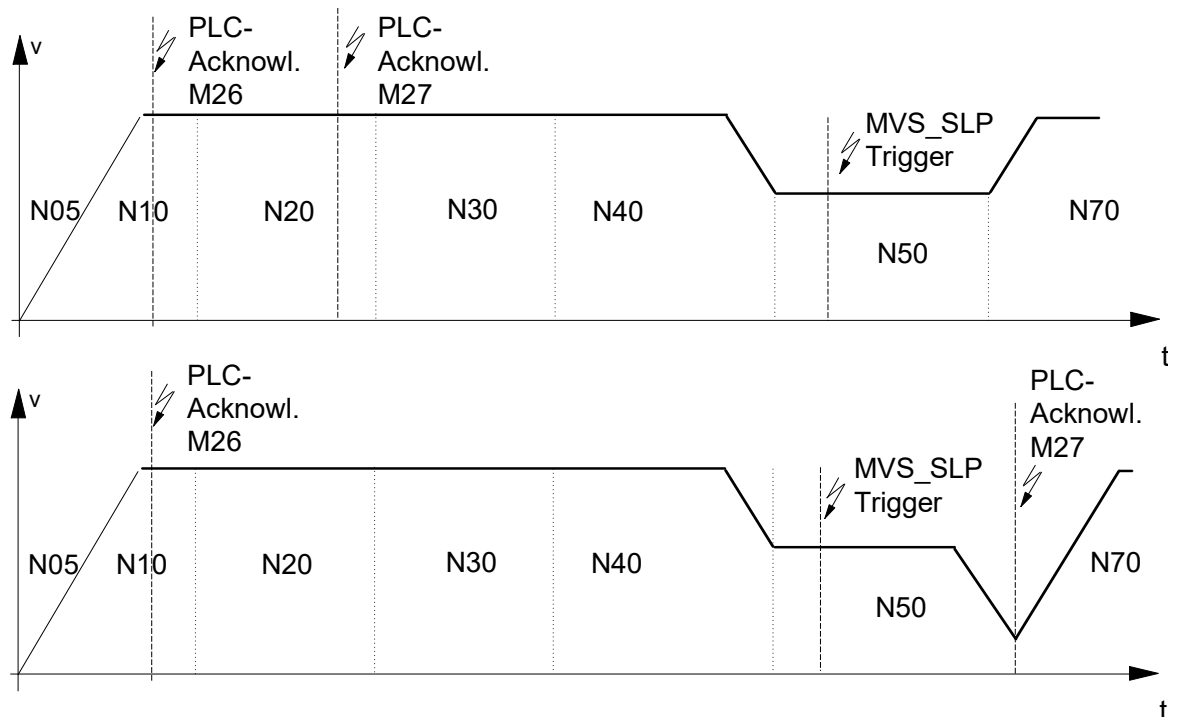 v
PLC-
Acknowl.
M26
PLC-
Acknowl.
M27
MVS_SLP
Trigger
N05
N10
N20
N30
N40
N50
N70
t
v
PLC-
Acknowl.
M26
PLC-
Acknowl.
M27
MVS_SLP
Trigger
N05
N10
N20
N30
N40
N50
N70
t